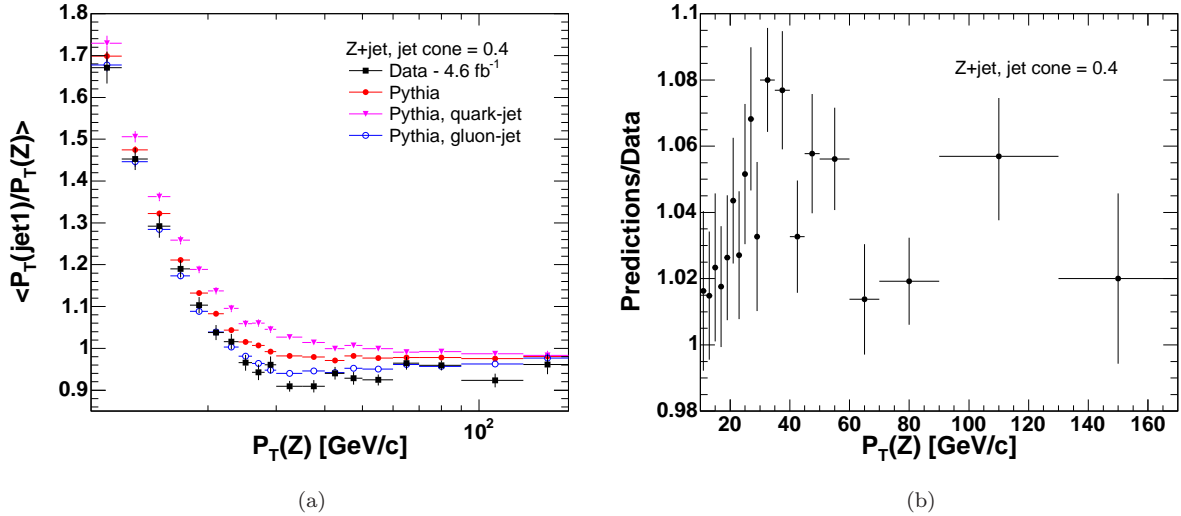 <P_T(jet1)/P_T(Z)>
1.8
1.7
1.6
1.5
1.4
1.3
1.2
1.1
1
0.9
Z+jet, jet cone = 0.4
Data - 4.6 fb⁻¹
Pythia
Pythia, quark-jet
Pythia, gluon-jet
10²
P_T(Z) [GeV/c]
(a)
Predictions/Data
1.1
1.08
1.06
1.04
1.02
1
0.98
Z+jet, jet cone = 0.4
20 40 60 80 100 120 140 160
P_T(Z) [GeV/c]
(b)